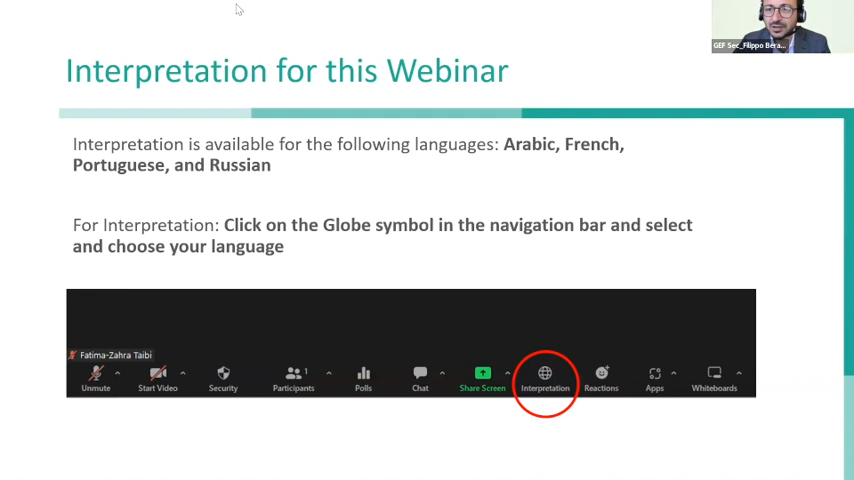 GEF Sec_Filippo Bera...
Interpretation for this Webinar
Interpretation is available for the following languages: Arabic, French,
Portuguese, and Russian
For Interpretation: Click on the Globe symbol in the navigation bar and select
and choose your language
Fatima-Zahra Taibi
1
Unmute Start Video Security Participants Polls Chat Share Screen Interpretation Reactions Apps Whiteboards